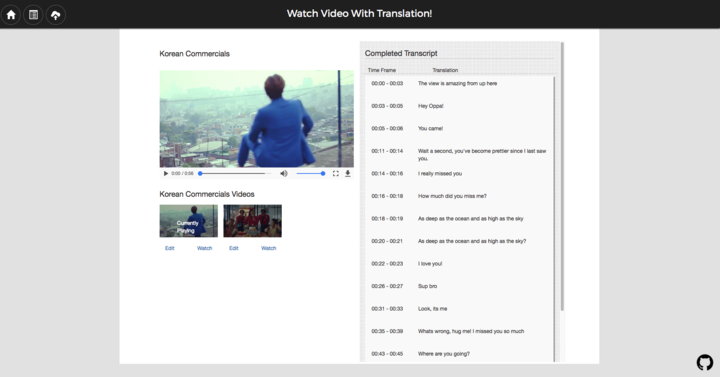 Watch Video With Translation!
Korean Commercials
0:00 / 0:56
Korean Commercials Videos
Currently
Playing
Edit
Watch
Edit
Watch
Completed Transcript
Time Frame Translation
00:00 - 00:03 The view is amazing from up here
00:03 - 00:05 Hey Oppa!
00:05 - 00:06 You came!
00:11 - 00:14 Wait a second, you've become prettier since I last saw
you.
00:14 - 00:16 I really missed you
00:16 - 00:18 How much did you miss me?
00:18 - 00:19 As deep as the ocean and as high as the sky
00:20 - 00:21 As deep as the ocean and as high as the sky?
00:22 - 00:23 I love you!
00:26 - 00:27 Sup bro
00:31 - 00:33 Look, its me
00:35 - 00:39 Whats wrong, hug me! I missed you so much
00:43 - 00:45 Where are you going?